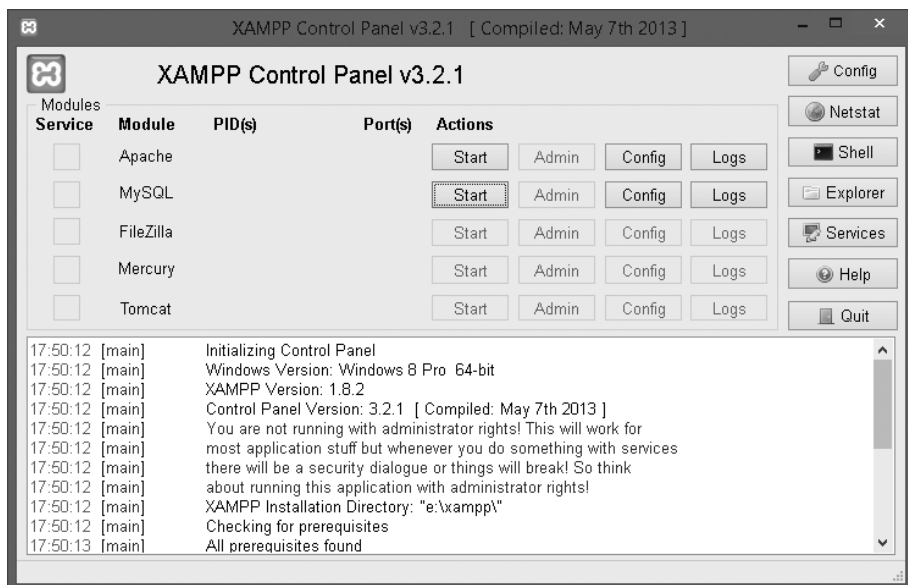 XAMPP Control Panel v3.2.1 [ Compiled: May 7th 2013 ]
XAMPP Control Panel v3.2.1
Config
Modules
Service Module PID(s) Port(s) Actions
Netstat
Apache Start Admin Config Logs
Shell
MySQL Start Admin Config Logs
Explorer
FileZilla Start Admin Config Logs
Services
Mercury Start Admin Config Logs
Help
Tomcat Start Admin Config Logs
Quit
17:50:12 [main] Initializing Control Panel
17:50:12 [main] Windows Version: Windows 8 Pro 64-bit
17:50:12 [main] XAMPP Version: 1.8.2
17:50:12 [main] Control Panel Version: 3.2.1 [ Compiled: May 7th 2013 ]
17:50:12 [main] You are not running with administrator rights! This will work for
17:50:12 [main] most application stuff but whenever you do something with services
17:50:12 [main] there will be a security dialogue or things will break! So think
17:50:12 [main] about running this application with administrator rights!
17:50:12 [main] XAMPP Installation Directory: "e:\xampp\"
17:50:12 [main] Checking for prerequisites
17:50:13 [main] All prerequisites found